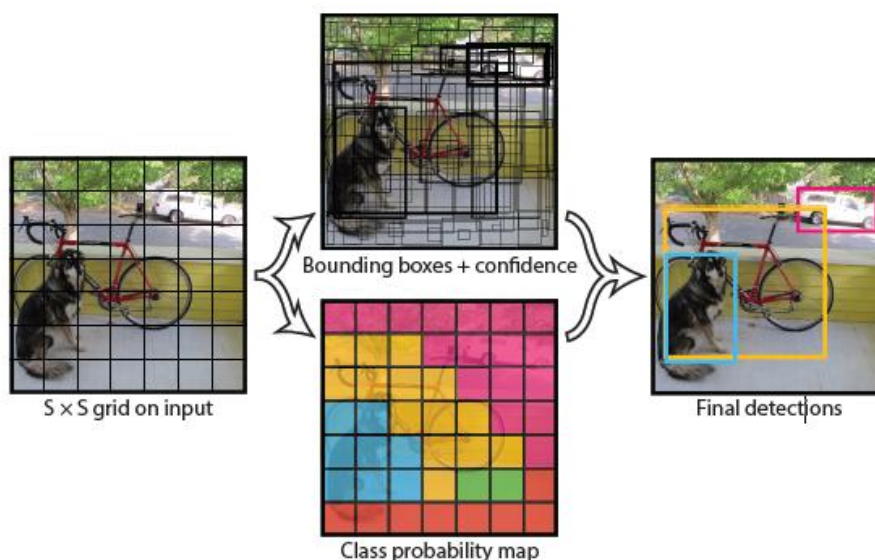 Bounding boxes + confidence
S × S grid on input
Final detections
Class probability map